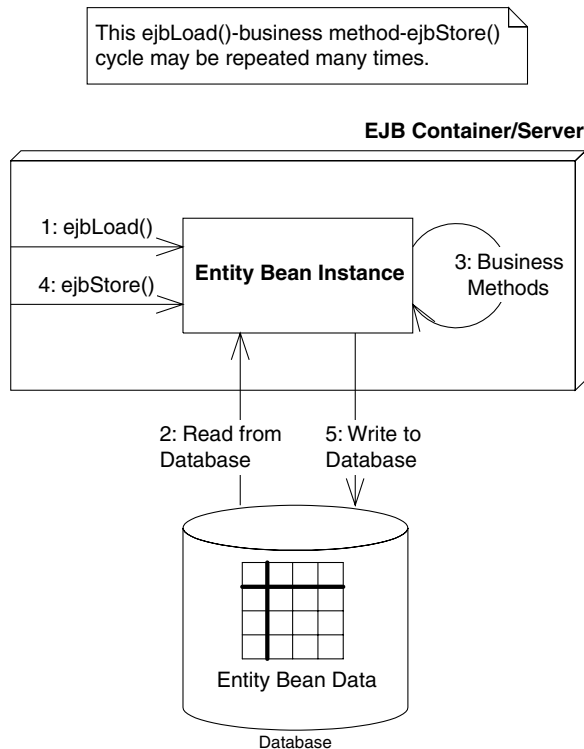 This ejbLoad()-business method-ejbStore()
cycle may be repeated many times.
EJB Container/Server
1: ejbLoad()
4: ejbStore()
Entity Bean Instance
3: Business
Methods
2: Read from
Database
5: Write to
Database
Entity Bean Data
Database